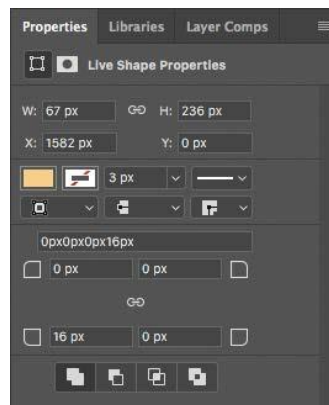 Properties Libraries Layer Comps
Live Shape Properties
W: 67 px H: 236 px
X: 1582 px Y: 0 px
3 px
0px0px0px16px
0 px 0 px
16 px 0 px